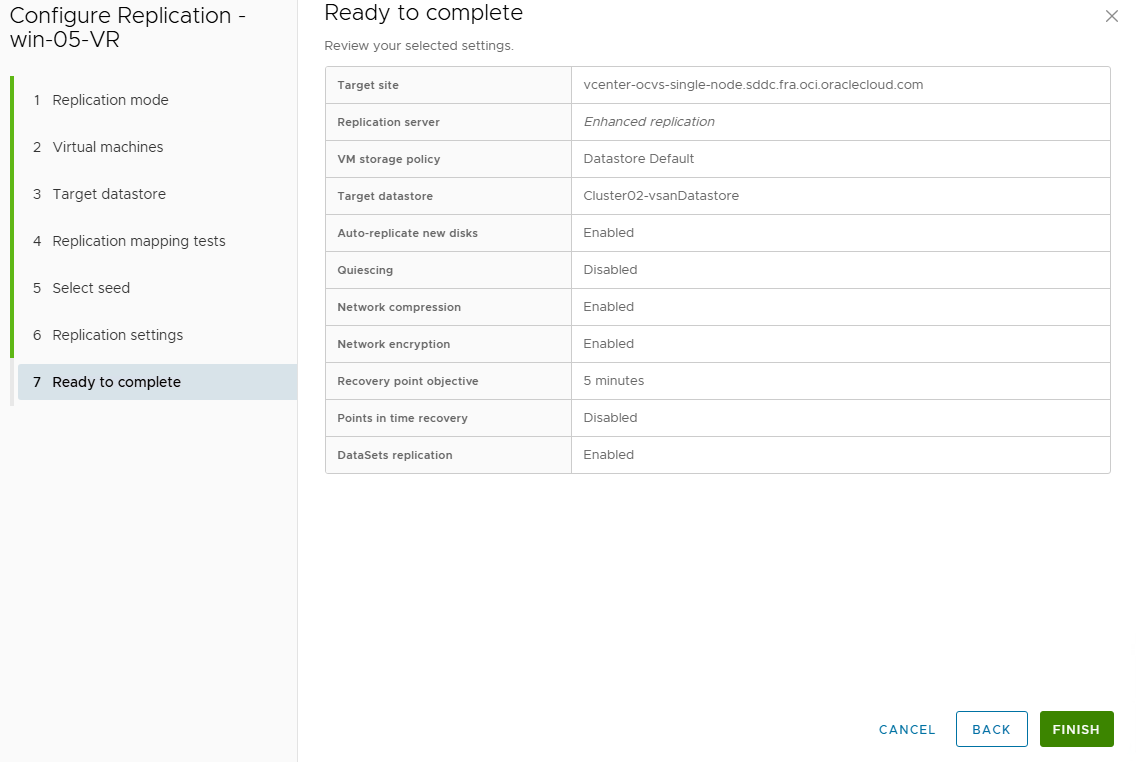 Configure Replication -
win-05-VR
1 Replication mode
2 Virtual machines
3 Target datastore
4 Replication mapping tests
5 Select seed
6 Replication settings
7 Ready to complete
Ready to complete
Review your selected settings.
Target site vcenter-ocvs-single-node.sddc.fra.oci.oraclecloud.com
Replication server Enhanced replication
VM storage policy Datastore Default
Target datastore Cluster02-vsanDatastore
Auto-replicate new disks Enabled
Quiescing Disabled
Network compression Enabled
Network encryption Enabled
Recovery point objective 5 minutes
Points in time recovery Disabled
DataSets replication Enabled
CANCEL BACK FINISH